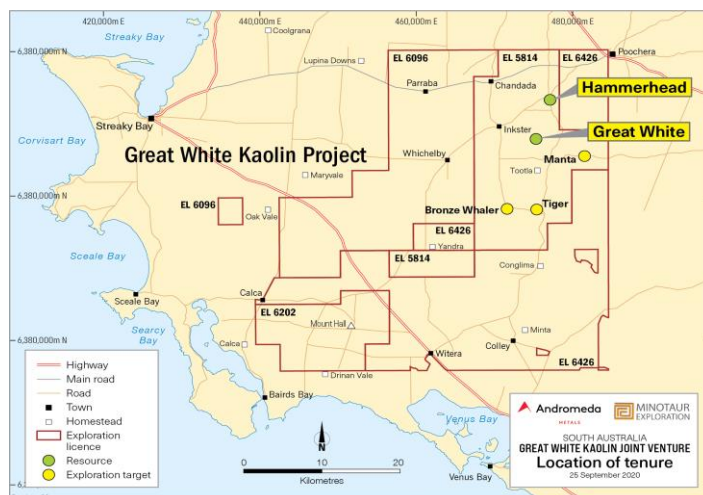 420,000m E
440,000m E
460,000m E
480,000m E
Streaky Bay
Coolgrana
6,380,000m N
Lupina Downs
EL 6096
EL 5814
EL 6426
Poochera
Parraba
Chandada
Hammerhead
Streaky Bay
Corvisart Bay
Inkster
Great White
Great White Kaolin Project
Whichelby
Manta
Maryvale
Tootla
6,380,000m N
EL 6096
Oak Vale
Bronze Whaler
Tiger
EL 6426
Yandra
Sceale Bay
EL 5814
Conglima
Sceale Bay
Calca
EL 6202
Searcy
Bay
Mount Hall
Minta
6,380,000m N
Calca
Colley
Witera
EL 6426
Drinan Vale
Highway
Main road
Road
Town
Homestead
Exploration
licence
Resource
Exploration target
Bairds Bay
N
0 10 20
Kilometres
Venus Bay
Venus Bay
Andromeda
METALS
MINOTAUR
EXPLORATION
SOUTH AUSTRALIA
GREAT WHITE KAOLIN JOINT VENTURE
Location of tenure
25 September 2020